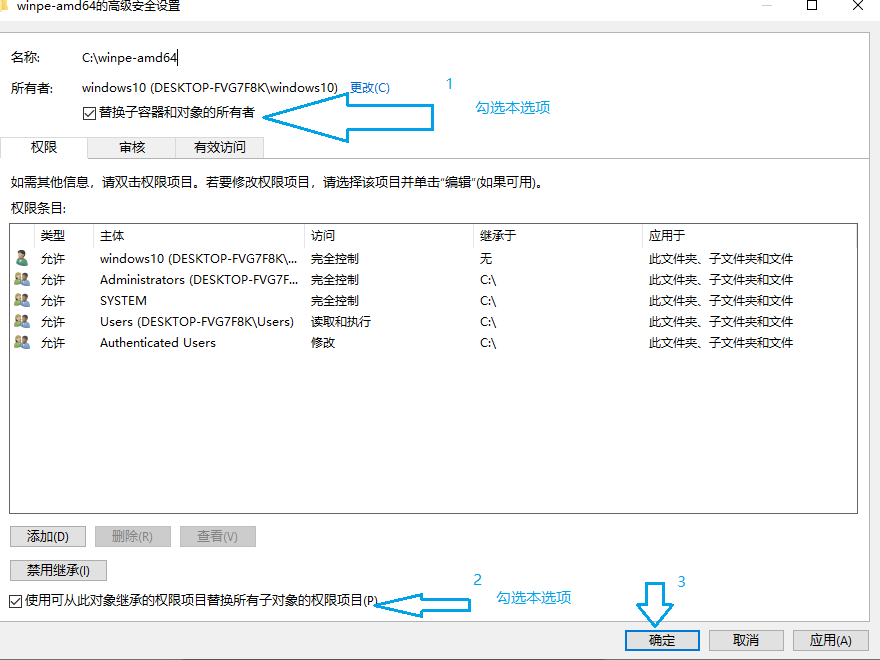 winpe-amd64的高级安全设置
名称: C:\winpe-amd64
所有者: windows10 (DESKTOP-FVG7F8K\windows10) 更改(C) 1
替换子容器和对象的所有者 勾选本选项
权限 审核 有效访问
如需其他信息，请双击权限项目。若要修改权限项目，请选择该项目并单击“编辑”(如果可用)。
权限条目:
类型 主体 访问 继承于 应用于
允许 windows10 (DESKTOP-FVG7F8K\... 完全控制 无 此文件夹、子文件夹和文件
允许 Administrators (DESKTOP-FVG7F... 完全控制 C:\ 此文件夹、子文件夹和文件
允许 SYSTEM 完全控制 C:\ 此文件夹、子文件夹和文件
允许 Users (DESKTOP-FVG7F8K\Users) 读取和执行 C:\ 此文件夹、子文件夹和文件
允许 Authenticated Users 修改 C:\ 此文件夹、子文件夹和文件
添加(D) 删除(R) 查看(V)
禁用继承(I) 2 3
使用可从此对象继承的权限项目替换所有子对象的权限项目(P) 勾选本选项
确定 取消 应用(A)